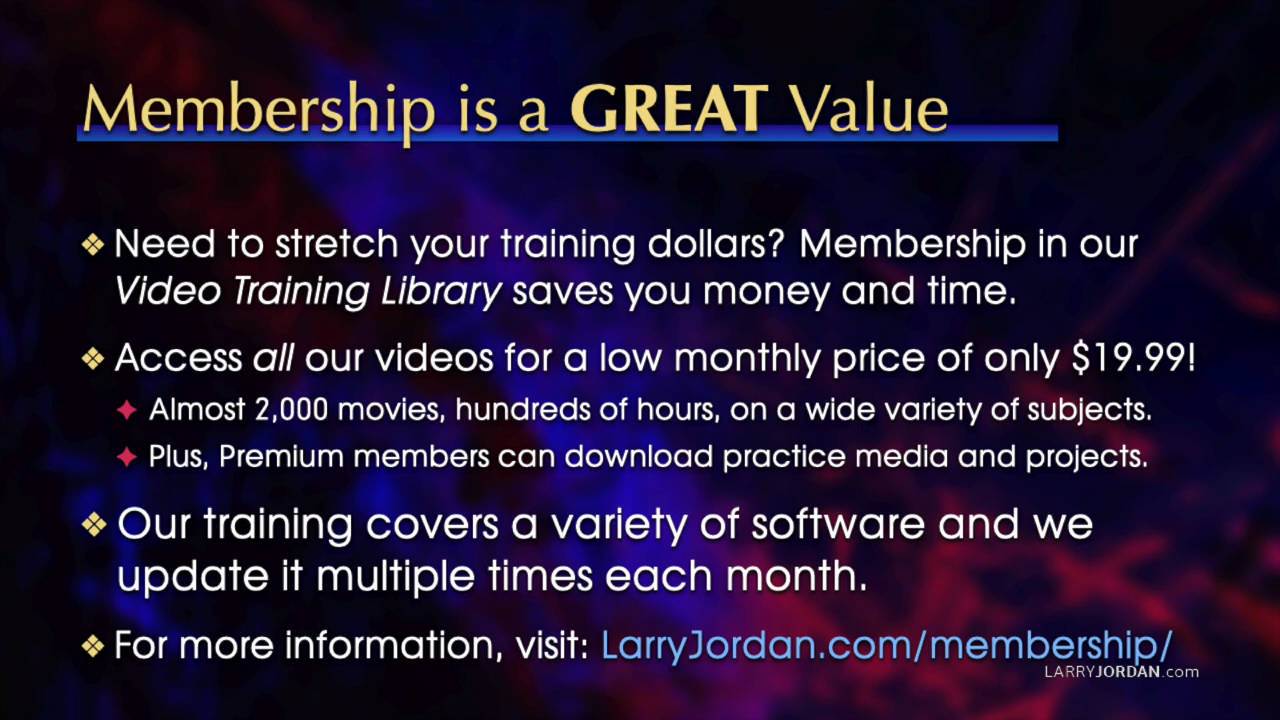 Membership is a GREAT Value
❖ Need to stretch your training dollars? Membership in our
Video Training Library saves you money and time.
❖ Access all our videos for a low monthly price of only $19.99!
✦ Almost 2,000 movies, hundreds of hours, on a wide variety of subjects.
✦ Plus, Premium members can download practice media and projects.
❖ Our training covers a variety of software and we
update it multiple times each month.
❖ For more information, visit: LarryJordan.com/membership/
LARRYJORDAN.com